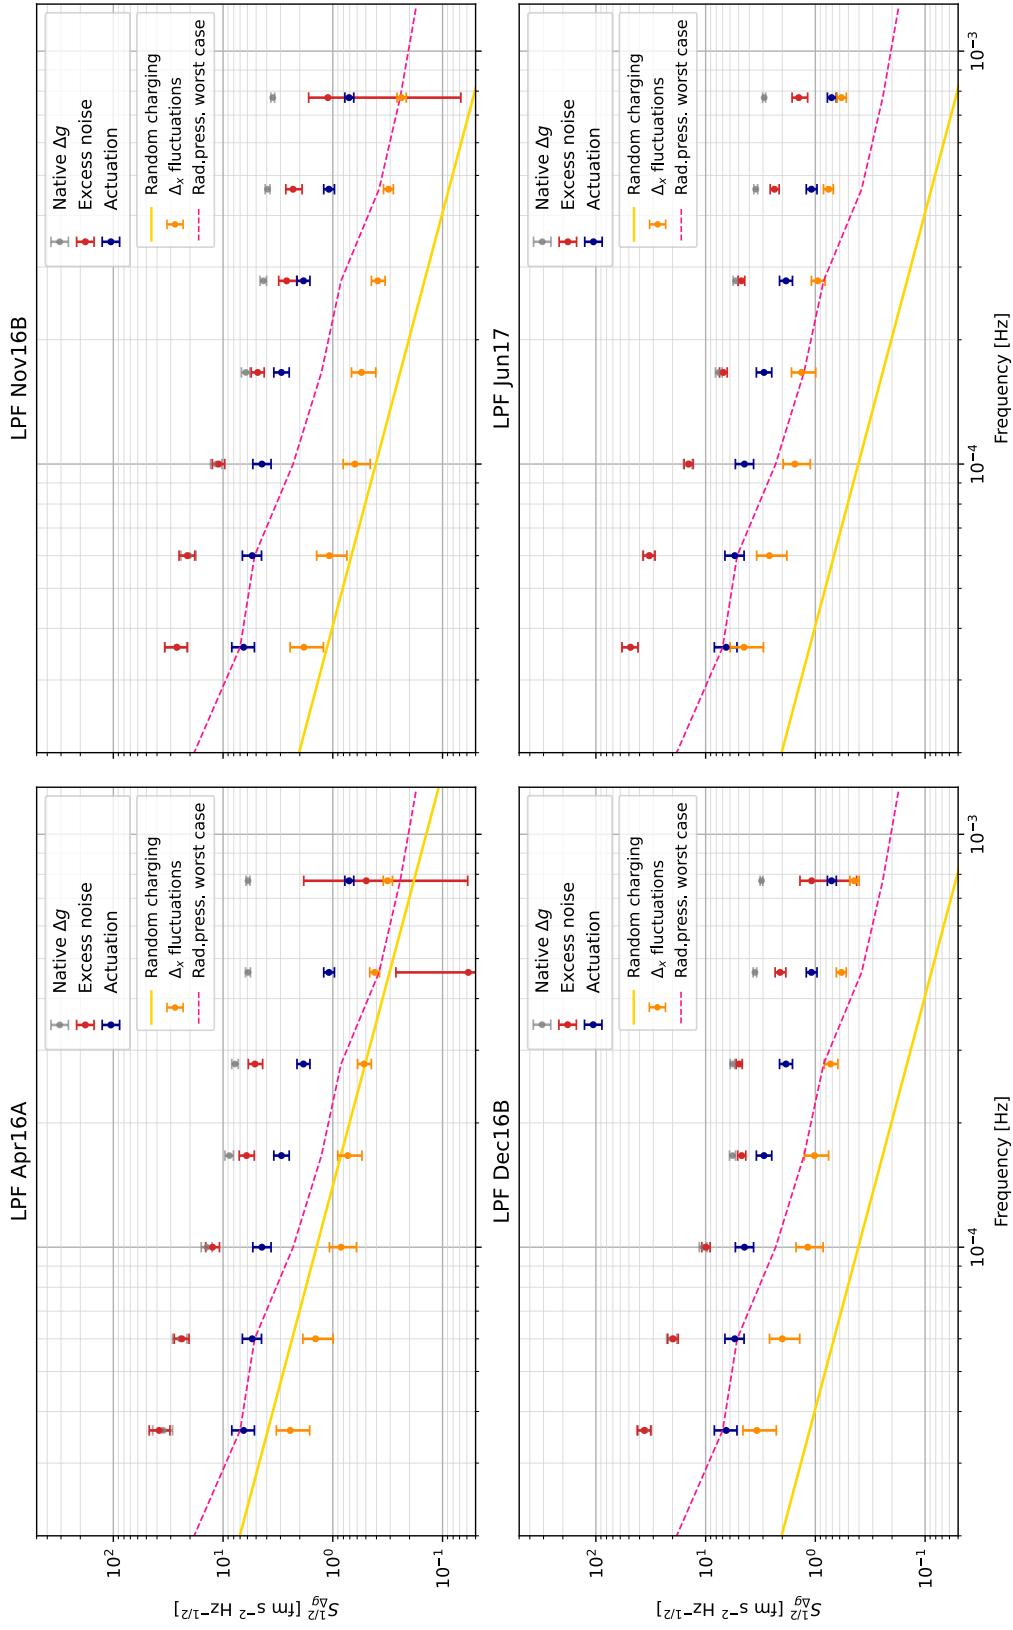 LPF Apr16A
Native Δg
Excess noise
Actuation
Random charging
Δₓ fluctuations
Rad.press. worst case
10²
10¹
10⁰
10⁻¹
S_Δg^1/2 [fm s⁻² Hz⁻¹ᐟ²]
LPF Nov16B
Native Δg
Excess noise
Actuation
Random charging
Δₓ fluctuations
Rad.press. worst case
LPF Dec16B
Native Δg
Excess noise
Actuation
Random charging
Δₓ fluctuations
Rad.press. worst case
10²
10¹
10⁰
10⁻¹
S_Δg^1/2 [fm s⁻² Hz⁻¹ᐟ²]
10⁻⁴
10⁻³
Frequency [Hz]
LPF Jun17
Native Δg
Excess noise
Actuation
Random charging
Δₓ fluctuations
Rad.press. worst case
10⁻⁴
10⁻³
Frequency [Hz]